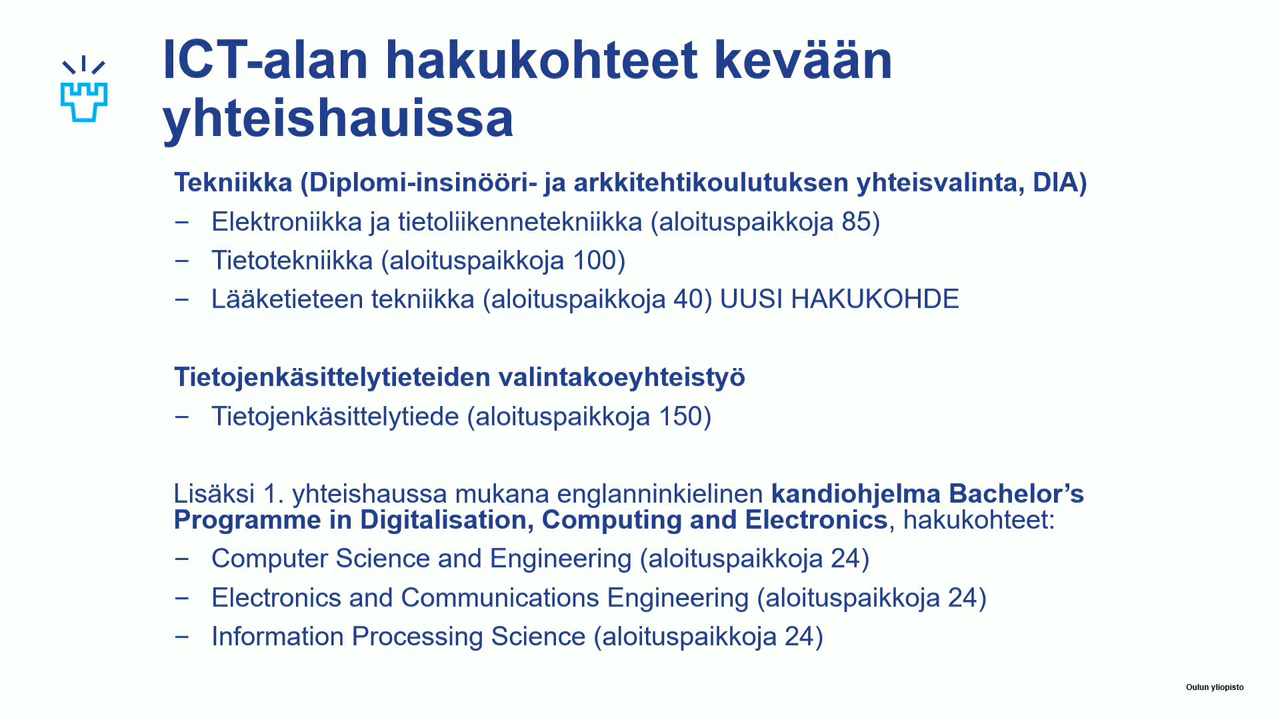 ICT-alan hakukohteet kevään
yhteishauissa
Tekniikka (Diplomi-insinööri- ja arkkitehtikoulutuksen yhteisvalinta, DIA)
– Elektroniikka ja tietoliikennetekniikka (aloituspaikkoja 85)
– Tietotekniikka (aloituspaikkoja 100)
– Lääketieteen tekniikka (aloituspaikkoja 40) UUSI HAKUKOHDE
Tietojenkäsittelytieteiden valintakoeyhteistyö
– Tietojenkäsittelytiede (aloituspaikkoja 150)
Lisäksi 1. yhteishaussa mukana englanninkielinen kandiohjelma Bachelor’s
Programme in Digitalisation, Computing and Electronics, hakukohteet:
– Computer Science and Engineering (aloituspaikkoja 24)
– Electronics and Communications Engineering (aloituspaikkoja 24)
– Information Processing Science (aloituspaikkoja 24)
Oulun yliopisto